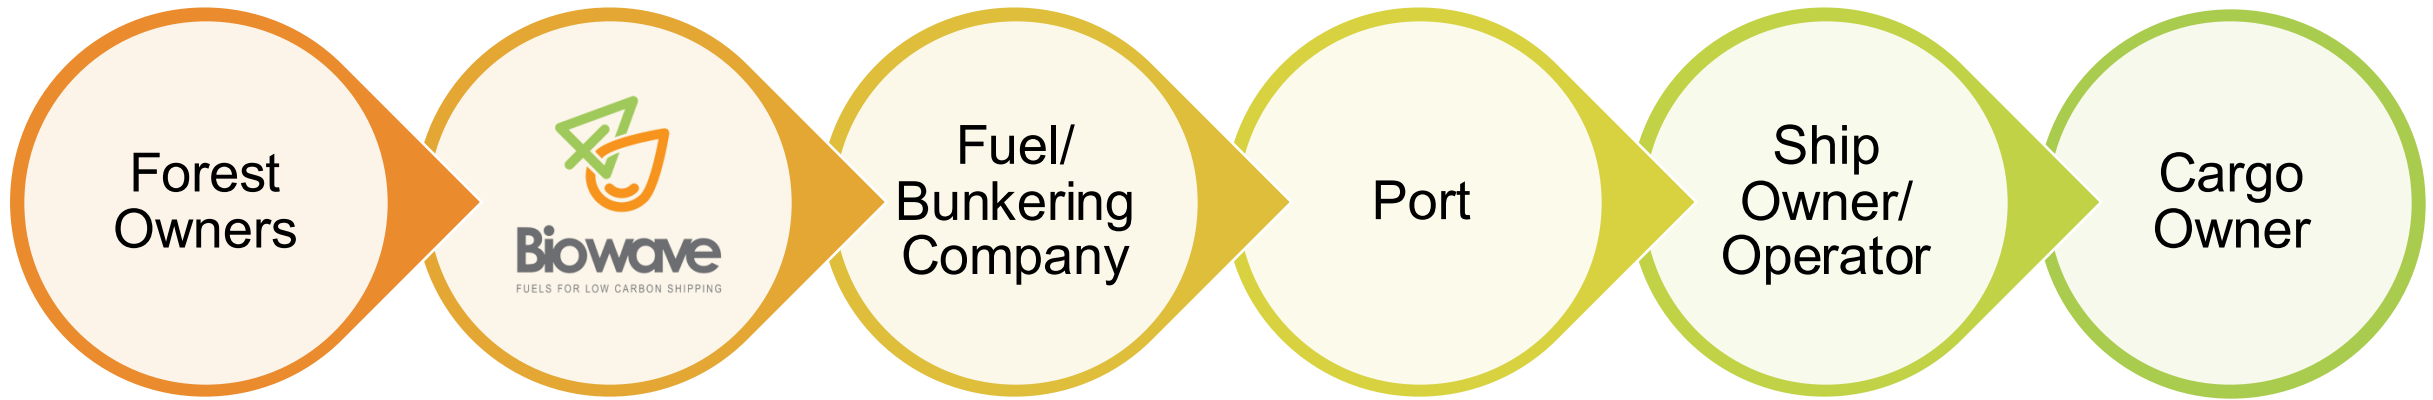 Forest
Owners
Biowave
FUELS FOR LOW CARBON SHIPPING
Fuel/
Bunkering
Company
Port
Ship
Owner/
Operator
Cargo
Owner